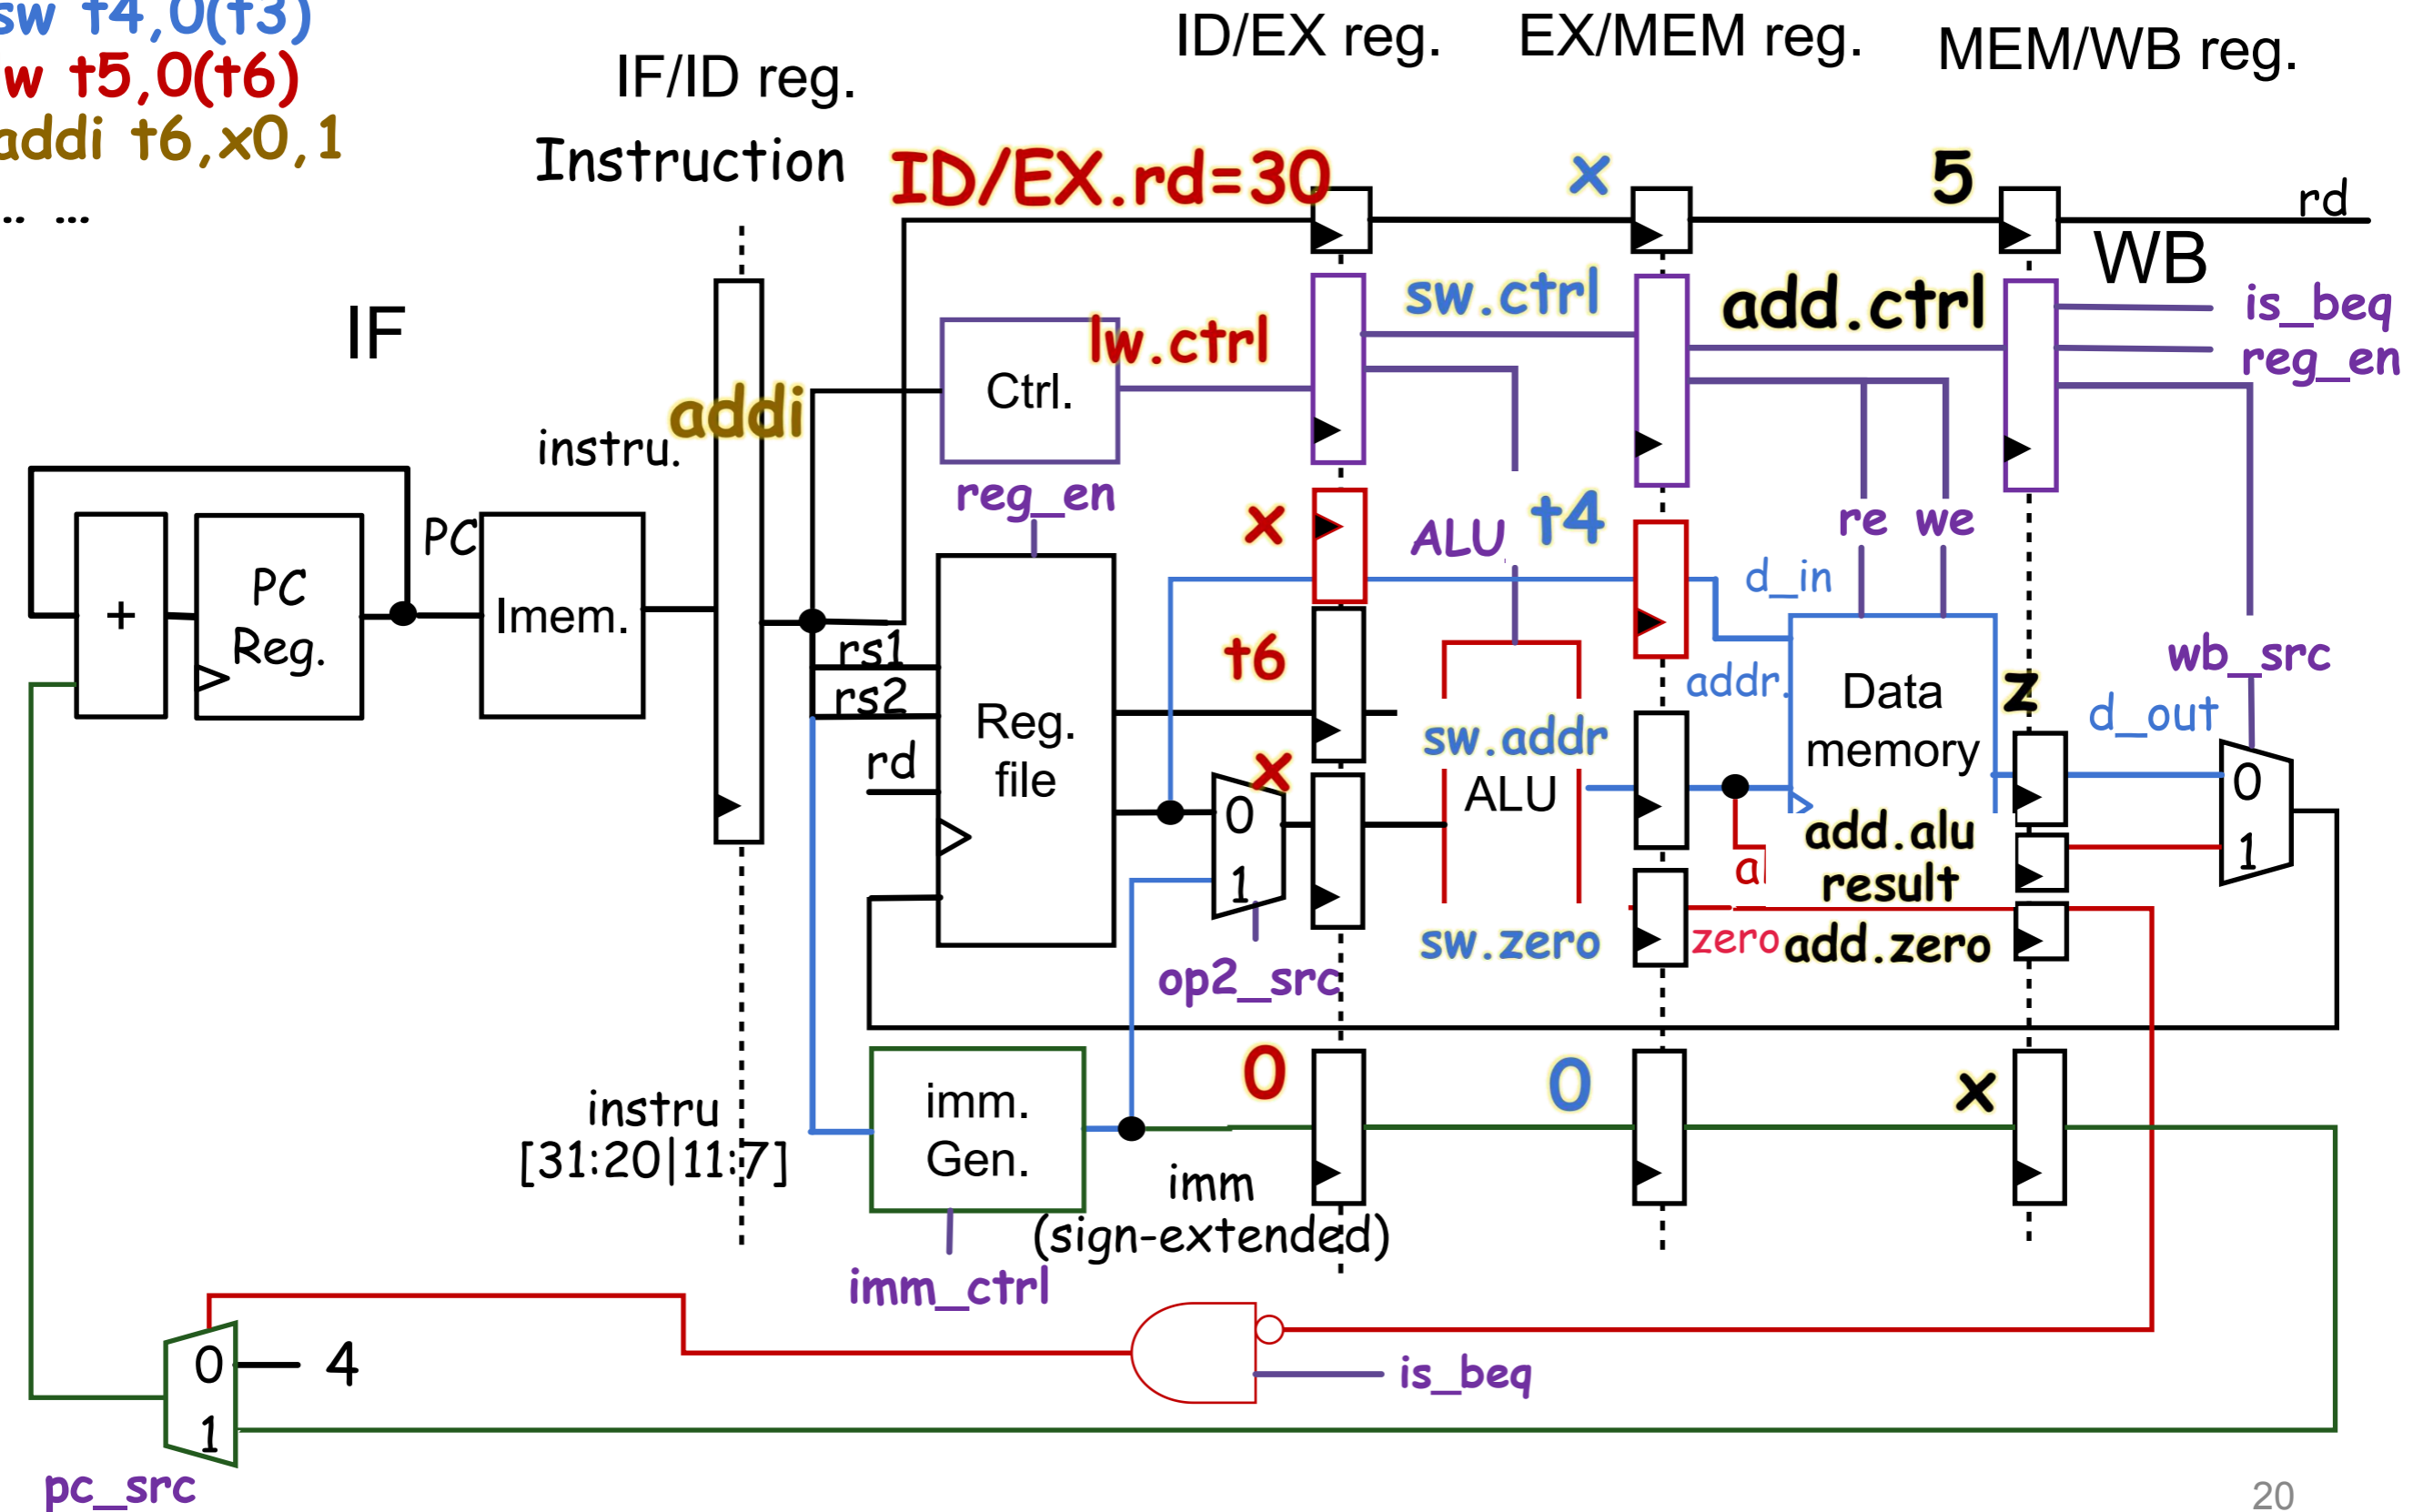 sw t4,0(t3)
w t5,0(t6)
addi t6,x0,1
.. ...
IF/ID reg.
ID/EX reg.
EX/MEM reg.
MEM/WB reg.
Instruction
ID/EX.rd=30
x
5
rd
WB
IF
sw.ctrl
add.ctrl
is_beq
reg_en
lw.ctrl
Ctrl.
addi
instru.
reg_en
x
ALU
t4
re we
PC
+
PC
Reg.
Imem.
d_in
rs1
rs2
rd
Reg.
file
t6
x
0
1
sw.addr
ALU
addr.
Data
memory
z
wb_src
d_out
0
1
add.alu
result
al
sw.zero
zero
add.zero
op2_src
imm.
Gen.
0
0
x
instru
[31:20|11:7]
imm
(sign-extended)
imm_ctrl
0
4
1
is_beq
pc_src
20